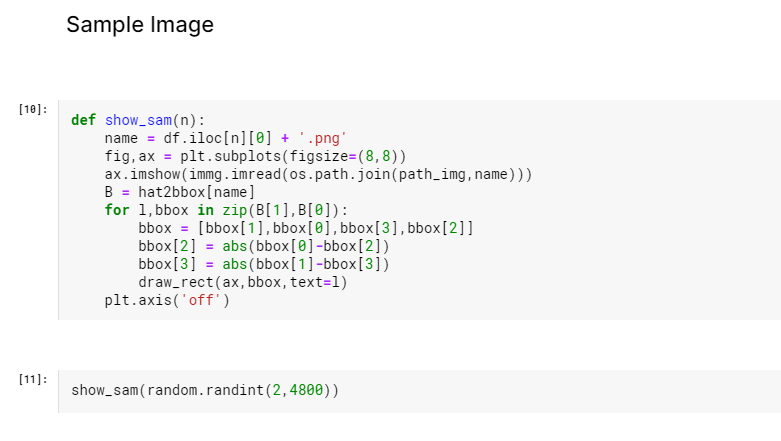 Sample Image
[10]:
def show_sam(n):
    name = df.iloc[n][0] + '.png'
    fig,ax = plt.subplots(figsize=(8,8))
    ax.imshow(immg.imread(os.path.join(path_img,name)))
    B = hat2bbox[name]
    for l,bbox in zip(B[1],B[0]):
        bbox = [bbox[1],bbox[0],bbox[3],bbox[2]]
        bbox[2] = abs(bbox[0]-bbox[2])
        bbox[3] = abs(bbox[1]-bbox[3])
        draw_rect(ax,bbox,text=l)
    plt.axis('off')
[11]:
show_sam(random.randint(2,4800))